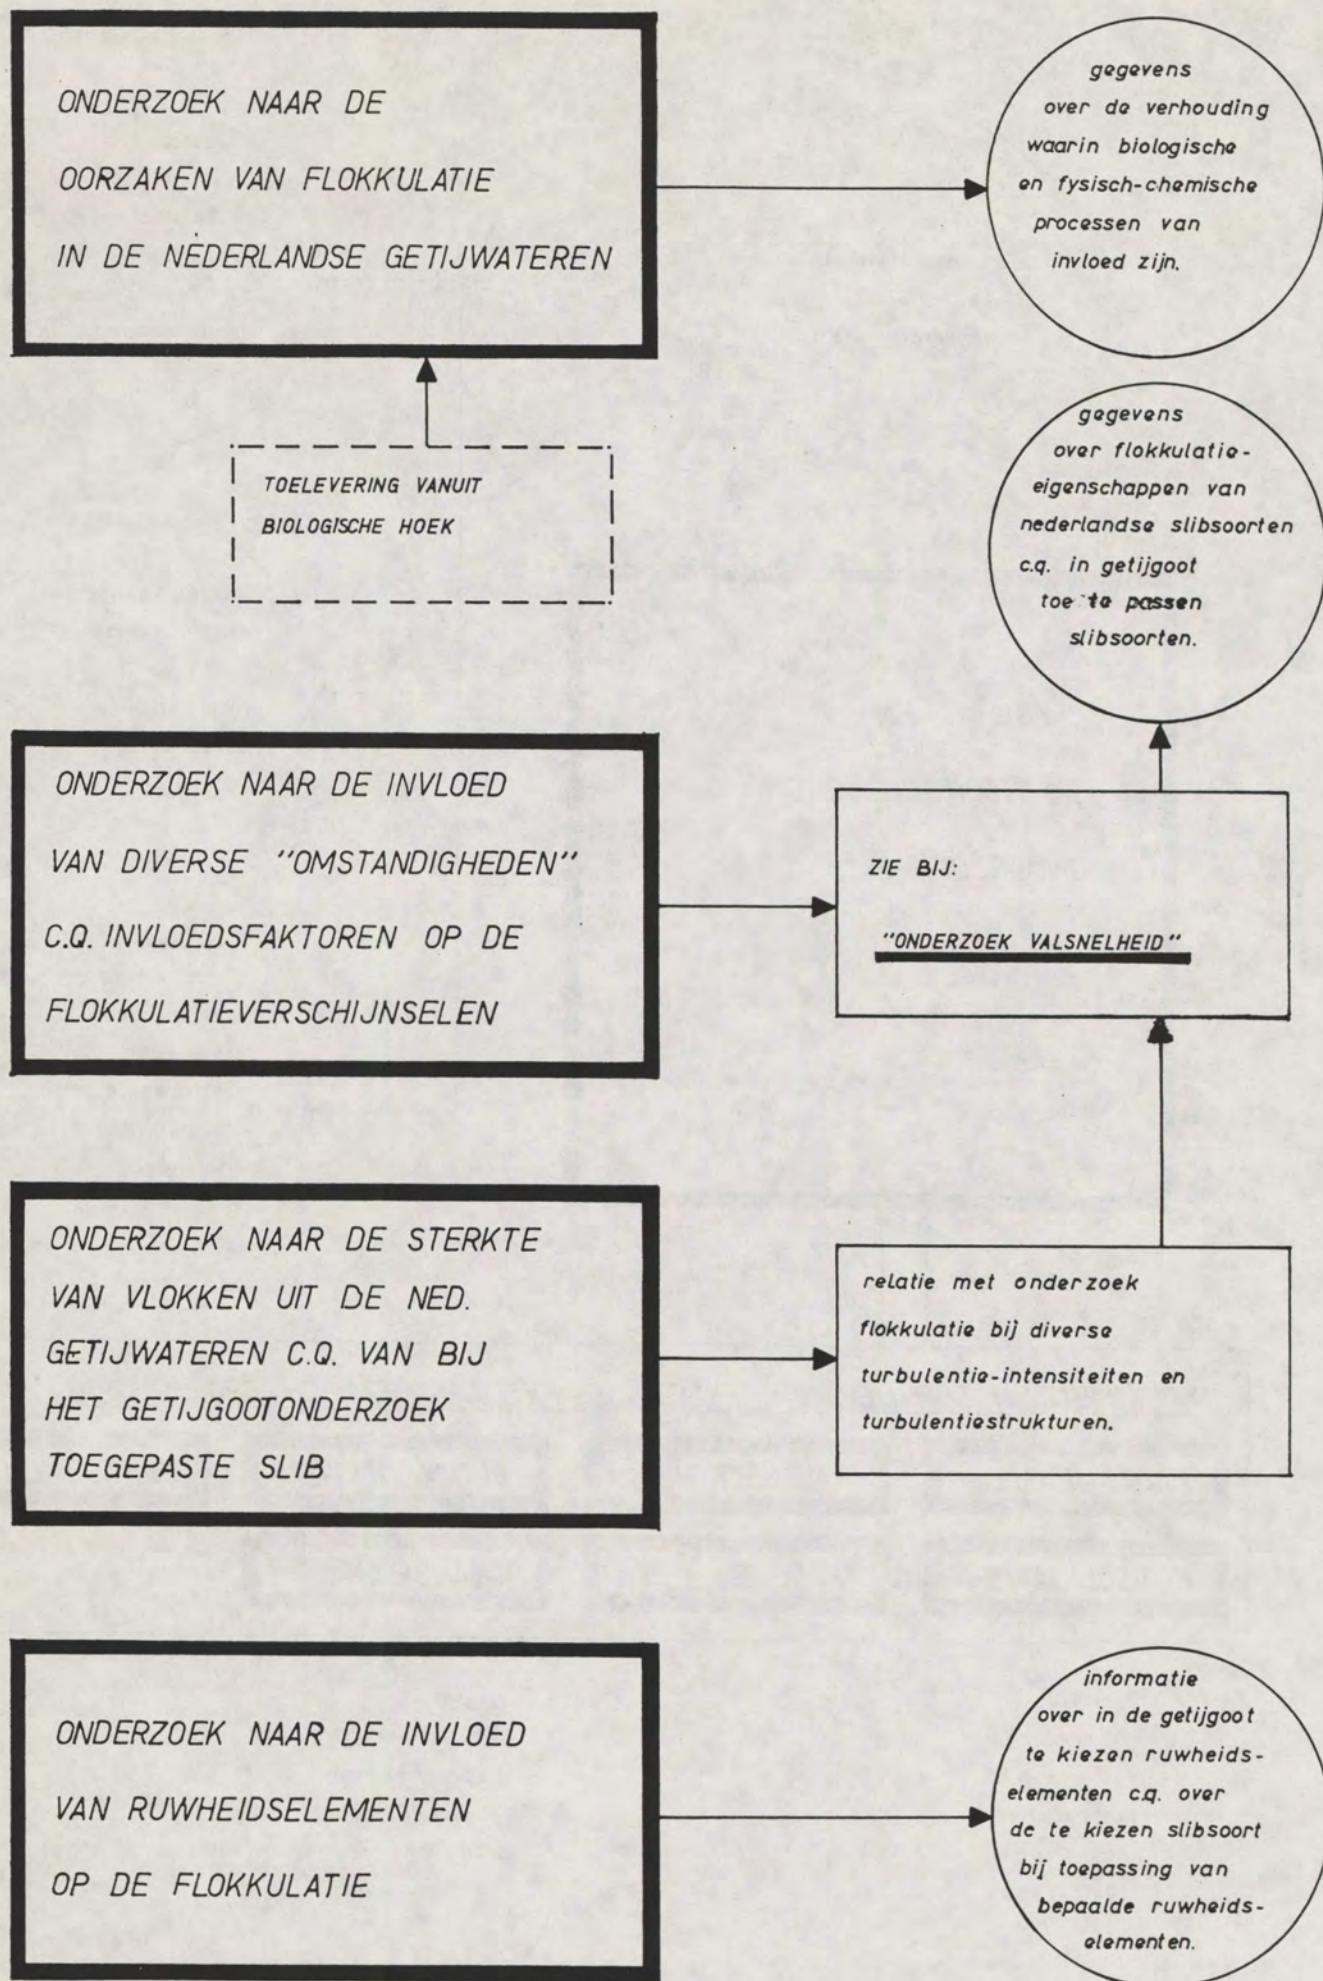 ONDERZOEK NAAR DE
OORZAKEN VAN FLOKKULATIE
IN DE NEDERLANDSE GETIJWATEREN
gegevens
over de verhouding
waarin biologische
en fysisch-chemische
processen van
invloed zijn.
TOELEVERING VANUIT
BIOLOGISCHE HOEK
gegevens
over flokkulatie-
eigenschappen van
nederlandse slibsoorten
c.q. in getijgoot
toe te passen
slibsoorten.
ONDERZOEK NAAR DE INVLOED
VAN DIVERSE "OMSTANDIGHEDEN"
C.Q. INVLOEDSFAKTOREN OP DE
FLOKKULATIEVERSCHIJNSELEN
ZIE BIJ:
"ONDERZOEK VALSNELHEID"
ONDERZOEK NAAR DE STERKTE
VAN VLOKKEN UIT DE NED.
GETIJWATEREN C.Q. VAN BIJ
HET GETIJGOOTONDERZOEK
TOEGEPASTE SLIB
relatie met onderzoek
flokkulatie bij diverse
turbulentie-intensiteiten en
turbulentiestrukturen.
ONDERZOEK NAAR DE INVLOED
VAN RUWHEIDSELEMENTEN
OP DE FLOKKULATIE
informatie
over in de getijgoot
te kiezen ruwheids-
elementen c.q. over
de te kiezen slibsoort
bij toepassing van
bepaalde ruwheids-
elementen.